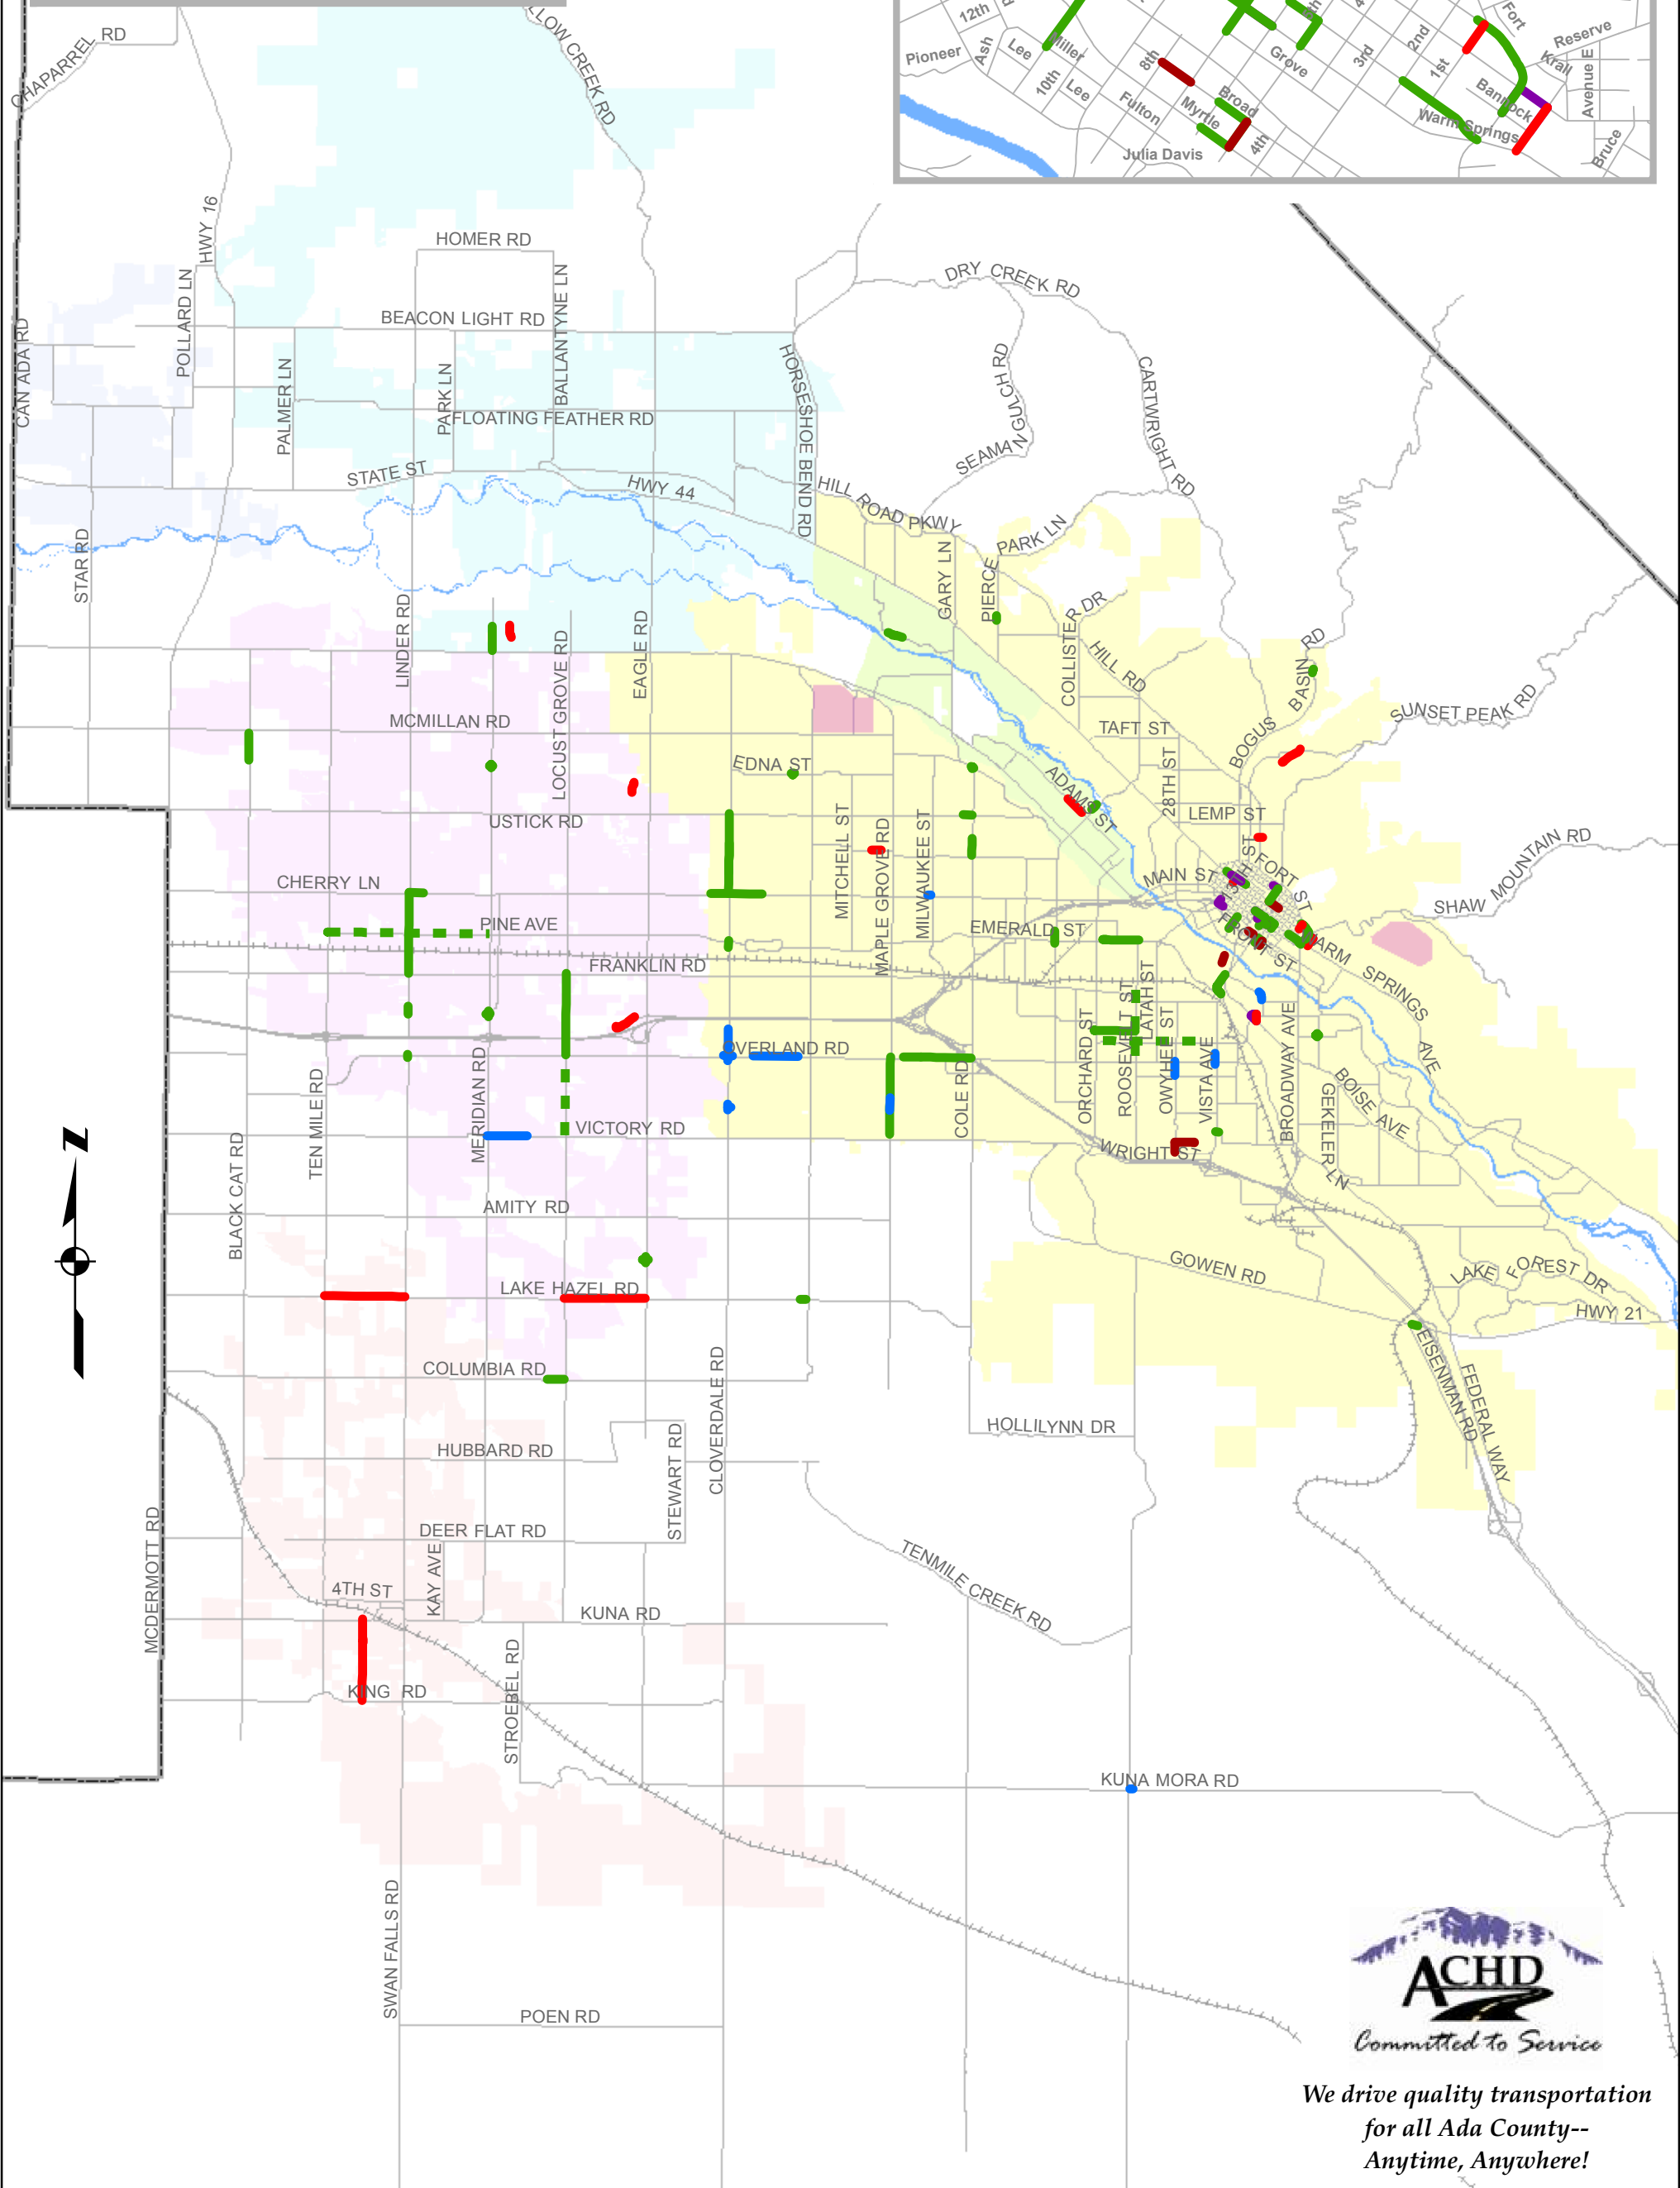 CHAPARREL RD
LLOW CREEK RD
12th
Pioneer
Ash
Lee
Miller
10th
Lee
8th
Fulton
Myrtle
Broad
Julia Davis
4th
Grove
3rd
2nd
1st
Fort
Reserve
Krall
Avenue E
Bannock
Warm Springs
Bruce
HWY 16
HOMER RD
DRY CREEK RD
POLLARD LN
BEACON LIGHT RD
BALLANTYNE LN
CAN ADA RD
PALMER LN
PARK LN
HORSESHOE BEND RD
SEAMAN GULCH RD
CARTWRIGHT RD
FLOATING FEATHER RD
STATE ST
HWY 44
HILL ROAD PKWY
STAR RD
GARY LN
PIERCE PARK LN
LINDER RD
LOCUST GROVE RD
EAGLE RD
COLLISTER DR
HILL RD
BOGUS BASIN RD
SUNSET PEAK RD
MCMILLAN RD
TAFT ST
EDNA ST
ADAMS ST
28TH ST
USTICK RD
MITCHELL ST
MAPLE GROVE RD
MILWAUKEE ST
LEMP ST
FORT ST
SHAW MOUNTAIN RD
CHERRY LN
MAIN ST
PINE AVE
EMERALD ST
FRONT ST
WARM SPRINGS AVE
FRANKLIN RD
ORCHARD ST
ROOSEVELT ST
LATAH ST
OWYHEE ST
VISTA AVE
BROADWAY AVE
OVERLAND RD
COLE RD
GEKELER LN
BOISE AVE
N
TEN MILE RD
MERIDIAN RD
VICTORY RD
BLACK CAT RD
WRIGHT ST
AMITY RD
GOWEN RD
LAKE FOREST DR
LAKE HAZEL RD
HWY 21
COLUMBIA RD
CLOVERDALE RD
EISENMAN RD
FEDERAL WAY
HOLLILYNN DR
HUBBARD RD
STEWART RD
MCDERMOTT RD
DEER FLAT RD
KAY AVE
TENMILE CREEK RD
4TH ST
KUNA RD
STROEBEL RD
KING RD
KUNA MORA RD
SWAN FALLS RD
POEN RD
ACHD
Committed to Service
We drive quality transportation
for all Ada County--
Anytime, Anywhere!